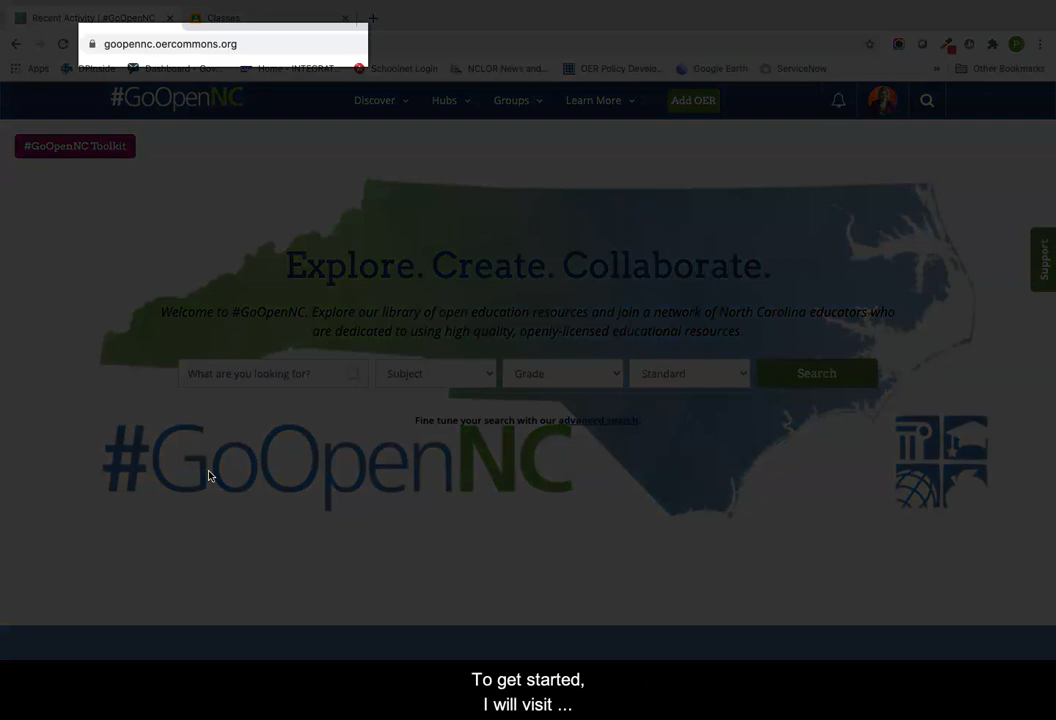 Recent Activity | #GoOpenNC
Classes
goopennc.oercommons.org
Apps
DPInside
Dashboard - Gov...
Home - INTEGRAT...
Schoolnet Login
NCLOR News and...
OER Policy Develo...
Google Earth
ServiceNow
»
Other Bookmarks
#GoOpenNC
Discover
Hubs
Groups
Learn More
Add OER
#GoOpenNC Toolkit
Support
Explore. Create. Collaborate.
Welcome to #GoOpenNC. Explore our library of open education resources and join a network of North Carolina educators who
are dedicated to using high quality, openly-licensed educational resources.
What are you looking for?
Subject
Grade
Standard
Search
Fine tune your search with our advanced search.
#GoOpenNC
To get started,
I will visit ...